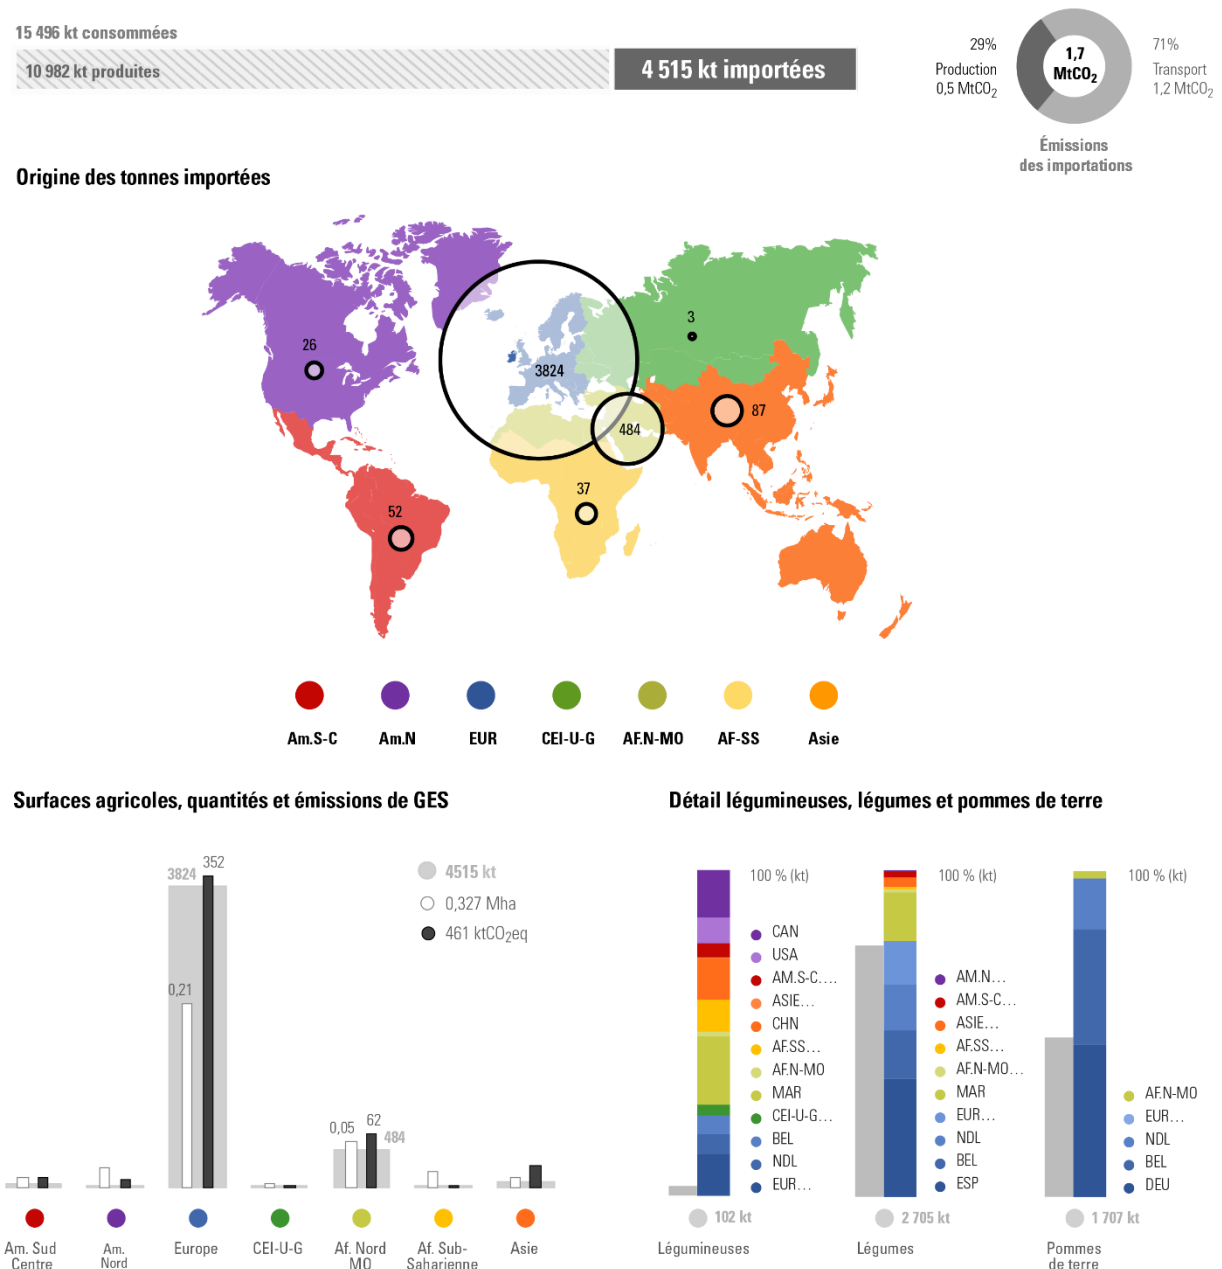 15 496 kt consommées
10 982 kt produites
4 515 kt importées
29%
Production
0,5 MtCO2
1,7
MtCO2
71%
Transport
1,2 MtCO2
Émissions
des importations
Origine des tonnes importées
26
3824
3
484
87
37
52
Am.S-C
Am.N
EUR
CEI-U-G
AF.N-MO
AF-SS
Asie
Surfaces agricoles, quantités et émissions de GES
3824
352
0,21
0,05
62
484
4515 kt
0,327 Mha
461 ktCO2eq
Am. Sud
Centre
Am.
Nord
Europe
CEI-U-G
Af. Nord
MO
Af. Sub-
Saharienne
Asie
Détail légumineuses, légumes et pommes de terre
100 % (kt)
CAN
USA
AM.S-C....
ASIE...
CHN
AF.SS...
AF.N-MO
MAR
CEI-U-G...
BEL
NDL
EUR...
102 kt
Légumineuses
100 % (kt)
AM.N...
AM.S-C...
ASIE...
AF.SS...
AF.N-MO...
MAR
EUR...
NDL
BEL
ESP
2 705 kt
Légumes
100 % (kt)
AF.N-MO
EUR...
NDL
BEL
DEU
1 707 kt
Pommes
de terre